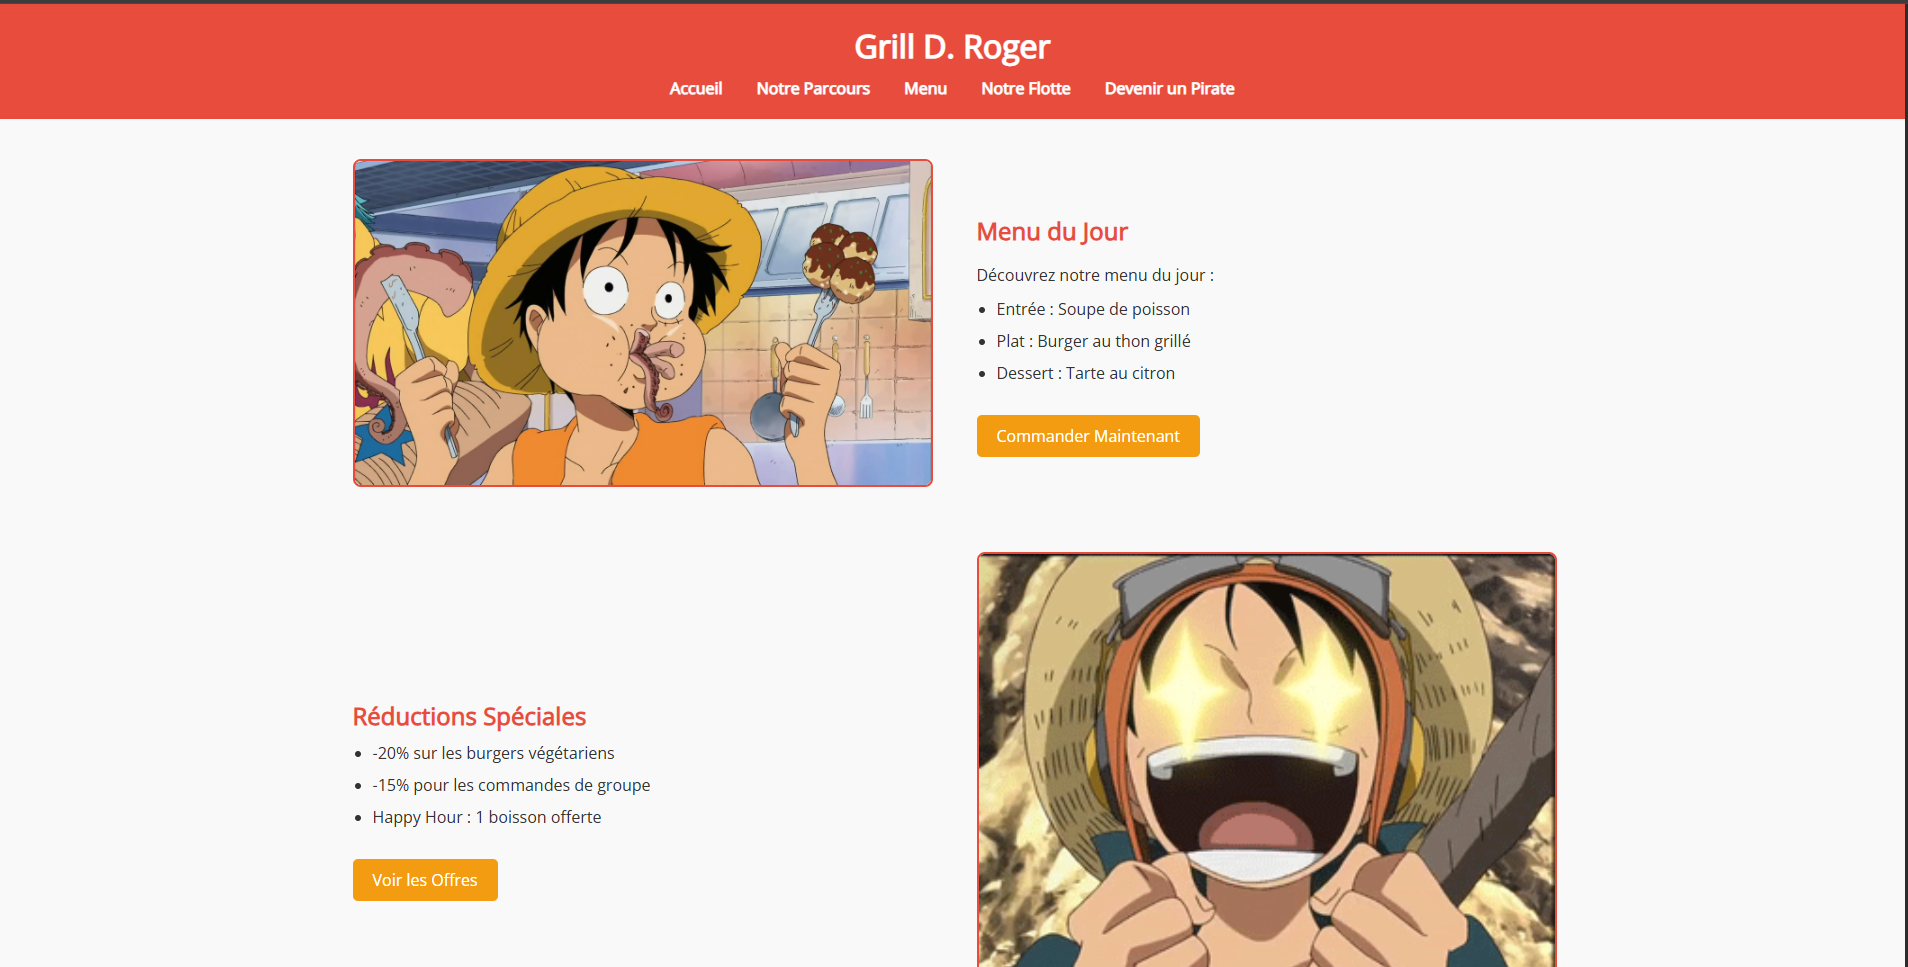 Grill D. Roger
Accueil Notre Parcours Menu Notre Flotte Devenir un Pirate
Menu du Jour
Découvrez notre menu du jour :
Entrée : Soupe de poisson
Plat : Burger au thon grillé
Dessert : Tarte au citron
Commander Maintenant
Réductions Spéciales
-20% sur les burgers végétariens
-15% pour les commandes de groupe
Happy Hour : 1 boisson offerte
Voir les Offres